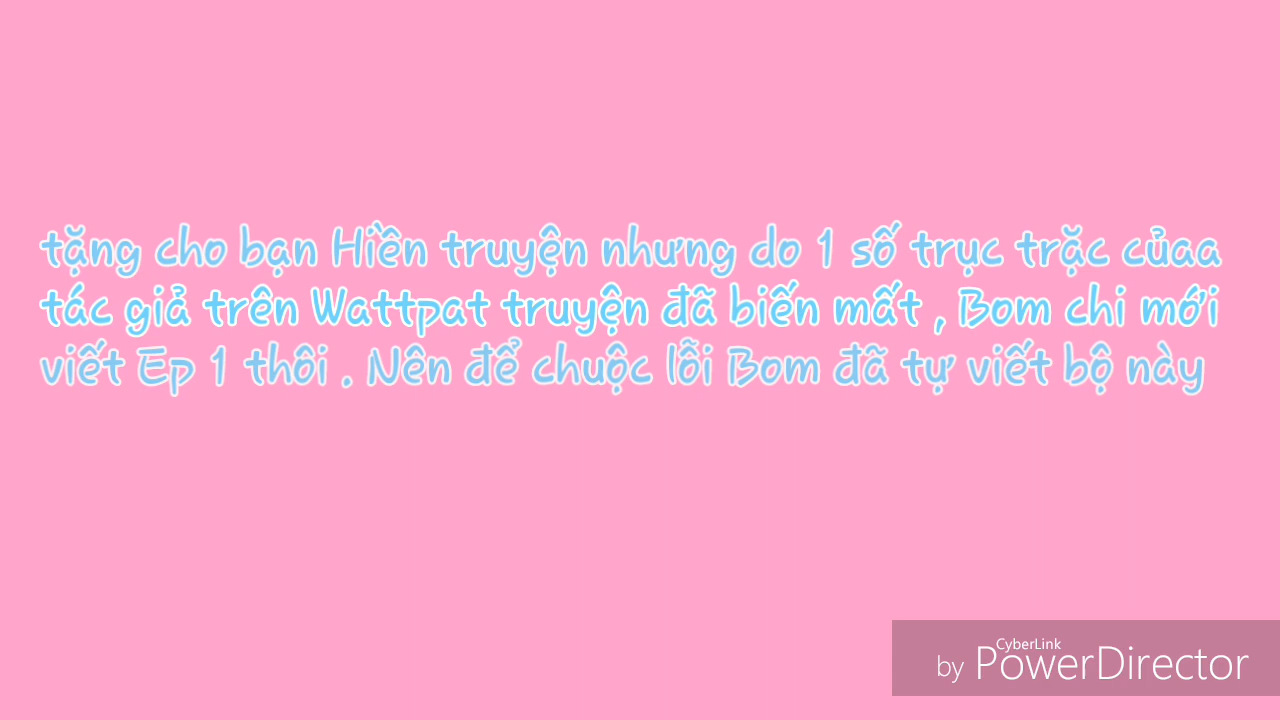 tặng cho bạn Hiền truyện nhưng do 1 số trục trặc củaa
tác giả trên Wattpat truyện đã biến mất , Bom chi mới
viết Ep 1 thôi . Nên để chuộc lỗi Bom đã tự viết bộ này
CyberLink
by PowerDirector